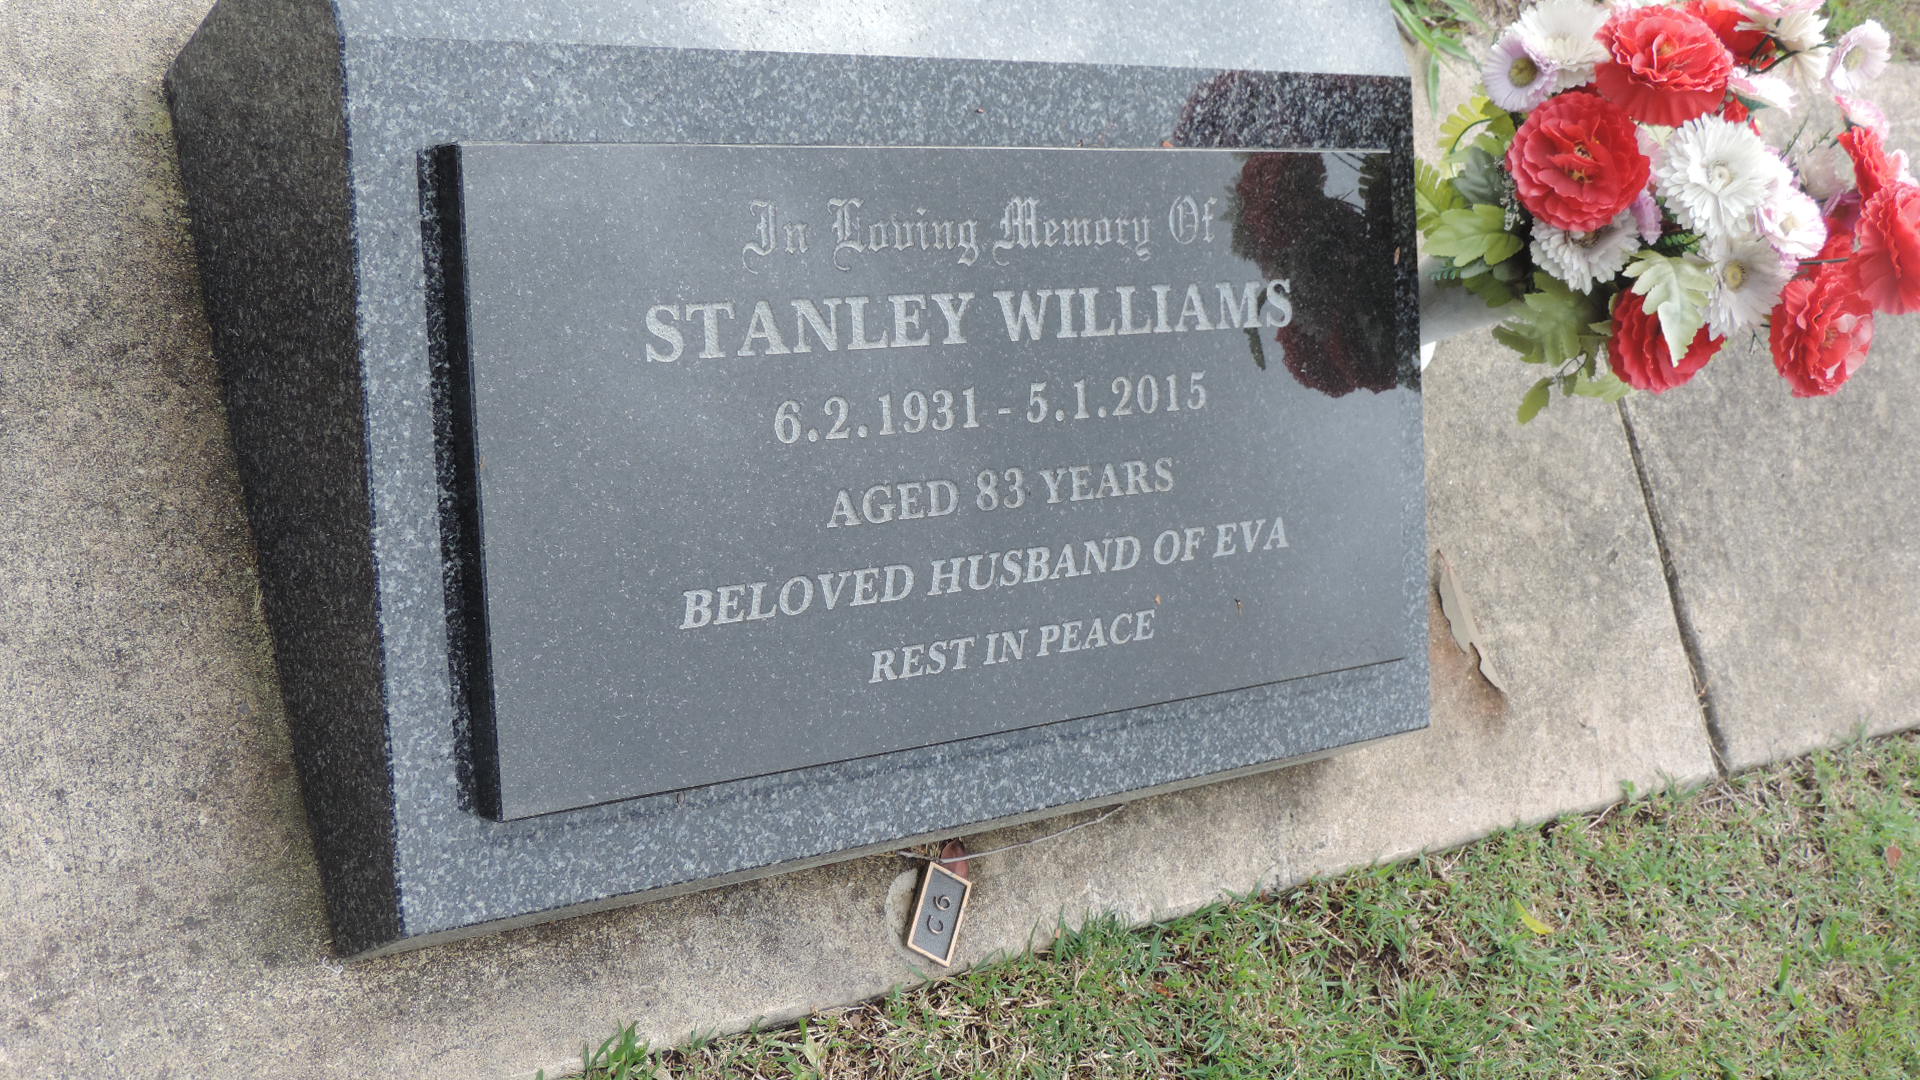 In Loving Memory Of
STANLEY WILLIAMS
6.2.1931 - 5.1.2015
AGED 83 YEARS
BELOVED HUSBAND OF EVA
REST IN PEACE
C6